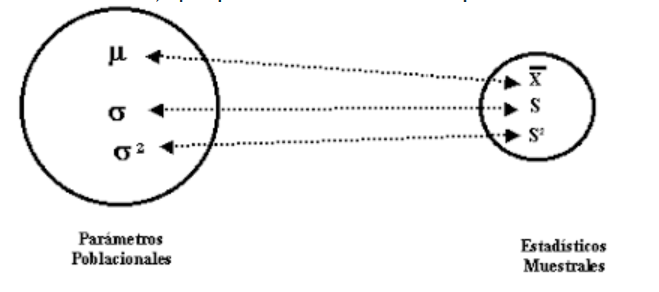 μ
X̄
σ
S
σ²
S²
Parámetros
Poblacionales
Estadísticos
Muestrales